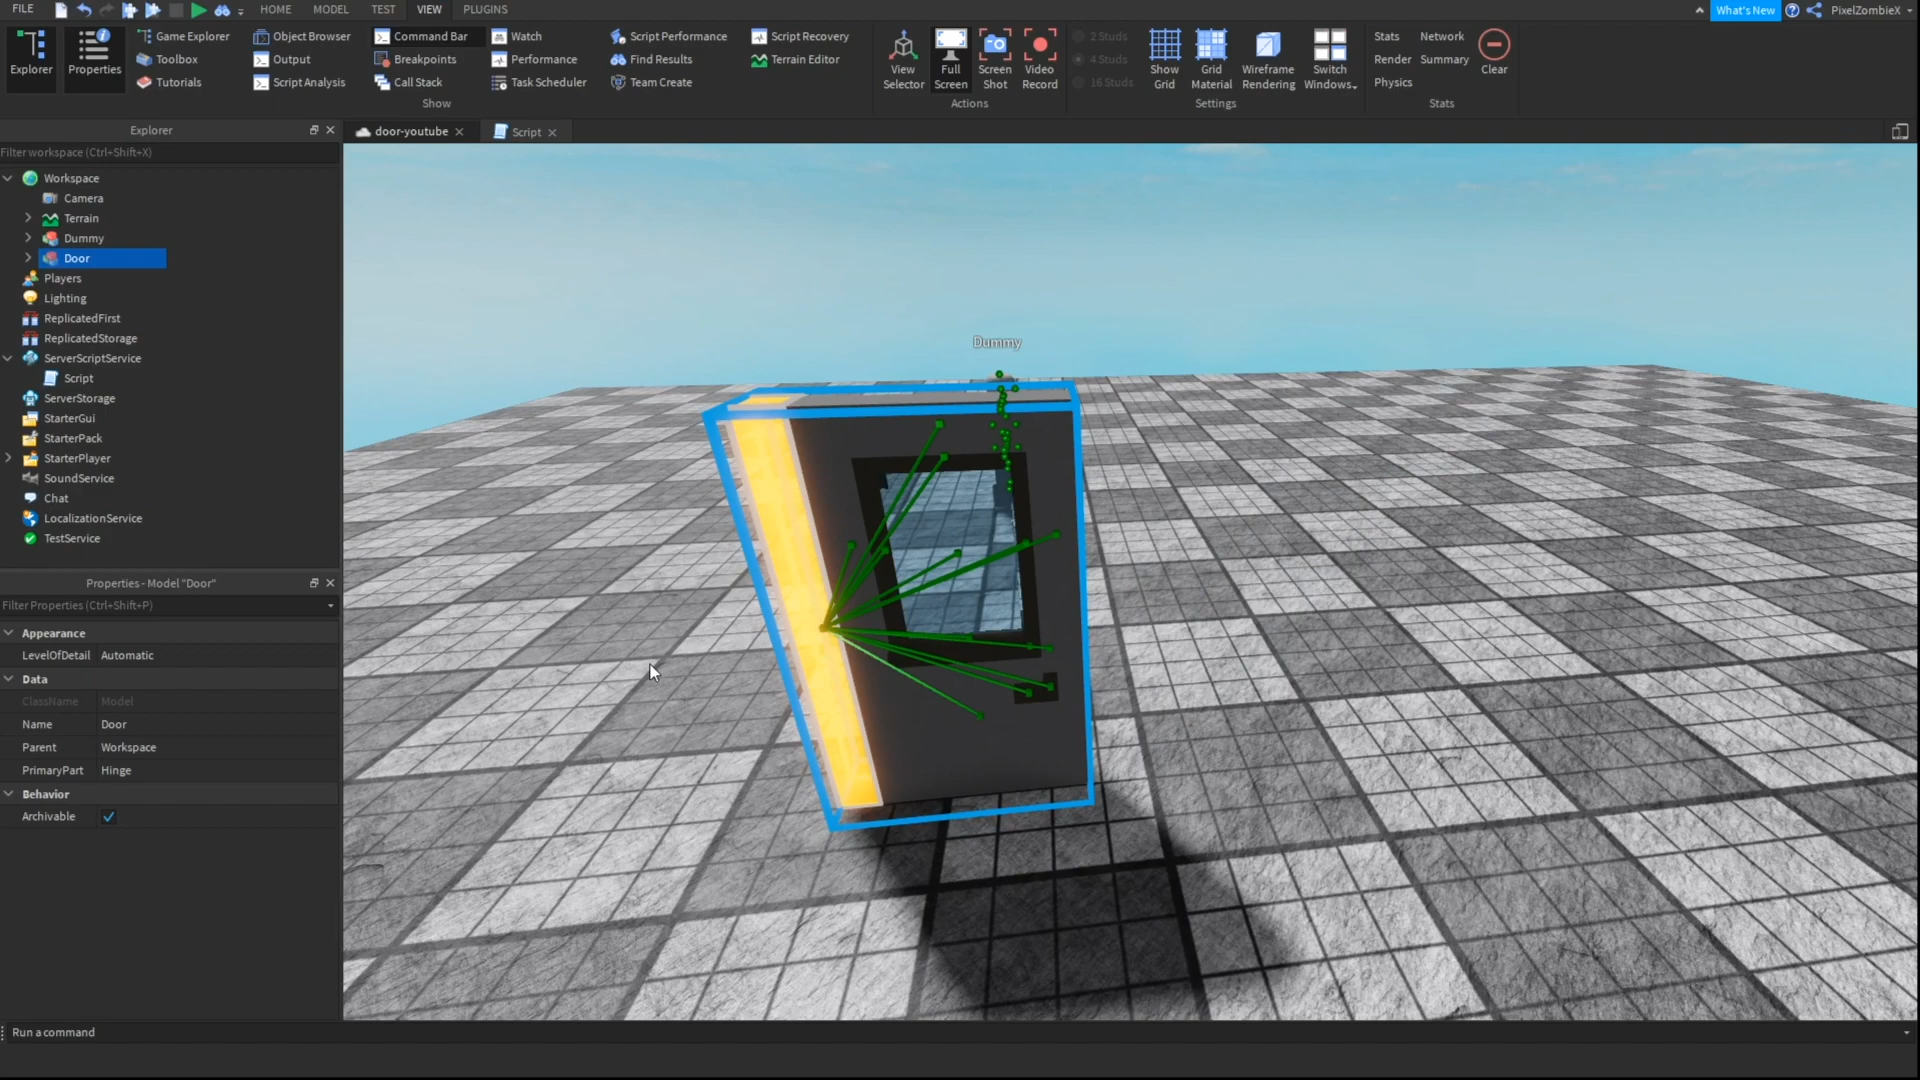 FILE HOME MODEL TEST VIEW PLUGINS What's New PixelZombieX
Explorer
Properties
Game Explorer
Toolbox
Tutorials
Object Browser
Output
Script Analysis
Command Bar
Breakpoints
Call Stack
Watch
Performance
Task Scheduler
Script Performance
Find Results
Team Create
Script Recovery
Terrain Editor
Show
View
Selector
Full
Screen
Screen
Shot
Video
Record
Actions
2 Studs
4 Studs
16 Studs
Show
Grid
Grid
Material
Wireframe
Rendering
Switch
Windows
Settings
Stats
Render
Physics
Network
Summary
Clear
Stats
Explorer
door-youtube
Script
Filter workspace (Ctrl+Shift+X)
Workspace
Camera
Terrain
Dummy
Door
Players
Lighting
ReplicatedFirst
ReplicatedStorage
ServerScriptService
Script
ServerStorage
StarterGui
StarterPack
StarterPlayer
SoundService
Chat
LocalizationService
TestService
Dummy
Properties - Model "Door"
Filter Properties (Ctrl+Shift+P)
Appearance
LevelOfDetail Automatic
Data
ClassName Model
Name Door
Parent Workspace
PrimaryPart Hinge
Behavior
Archivable
Run a command